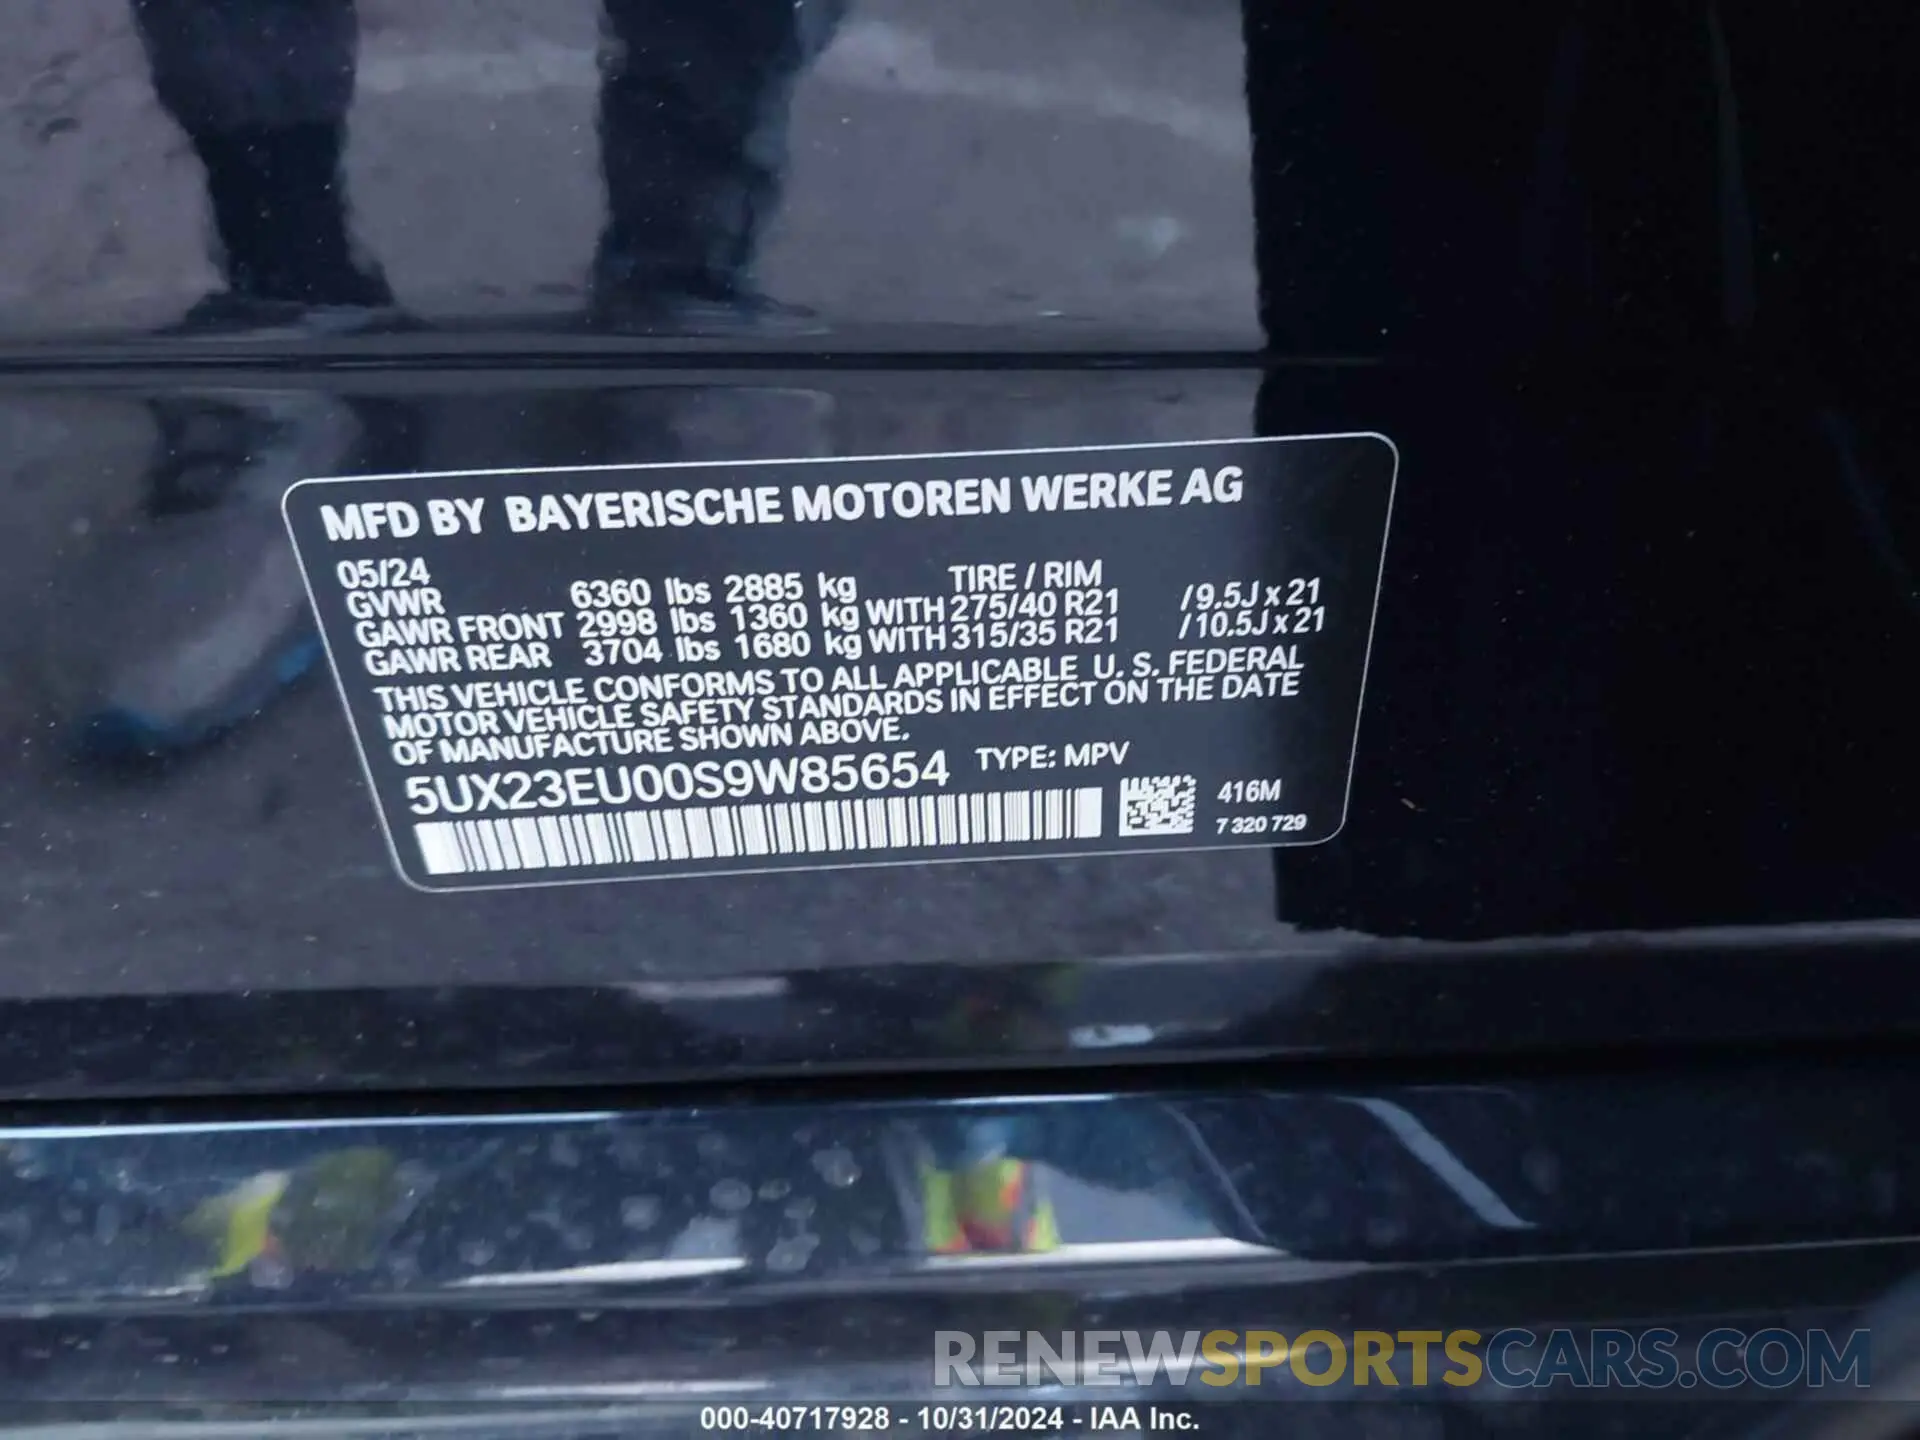 MFD BY BAYERISCHE MOTOREN WERKE AG
05/24 TIRE / RIM
GVWR 6360 lbs 2885 kg
GAWR FRONT 2998 lbs 1360 kg WITH 275/40 R21 / 9.5J x 21
GAWR REAR 3704 lbs 1680 kg WITH 315/35 R21 / 10.5J x 21
THIS VEHICLE CONFORMS TO ALL APPLICABLE U. S. FEDERAL
MOTOR VEHICLE SAFETY STANDARDS IN EFFECT ON THE DATE
OF MANUFACTURE SHOWN ABOVE.
5UX23EU00S9W85654 TYPE: MPV
416M
7 320 729
RENEWSPORTSCARS.COM
000-40717928 - 10/31/2024 - IAA Inc.